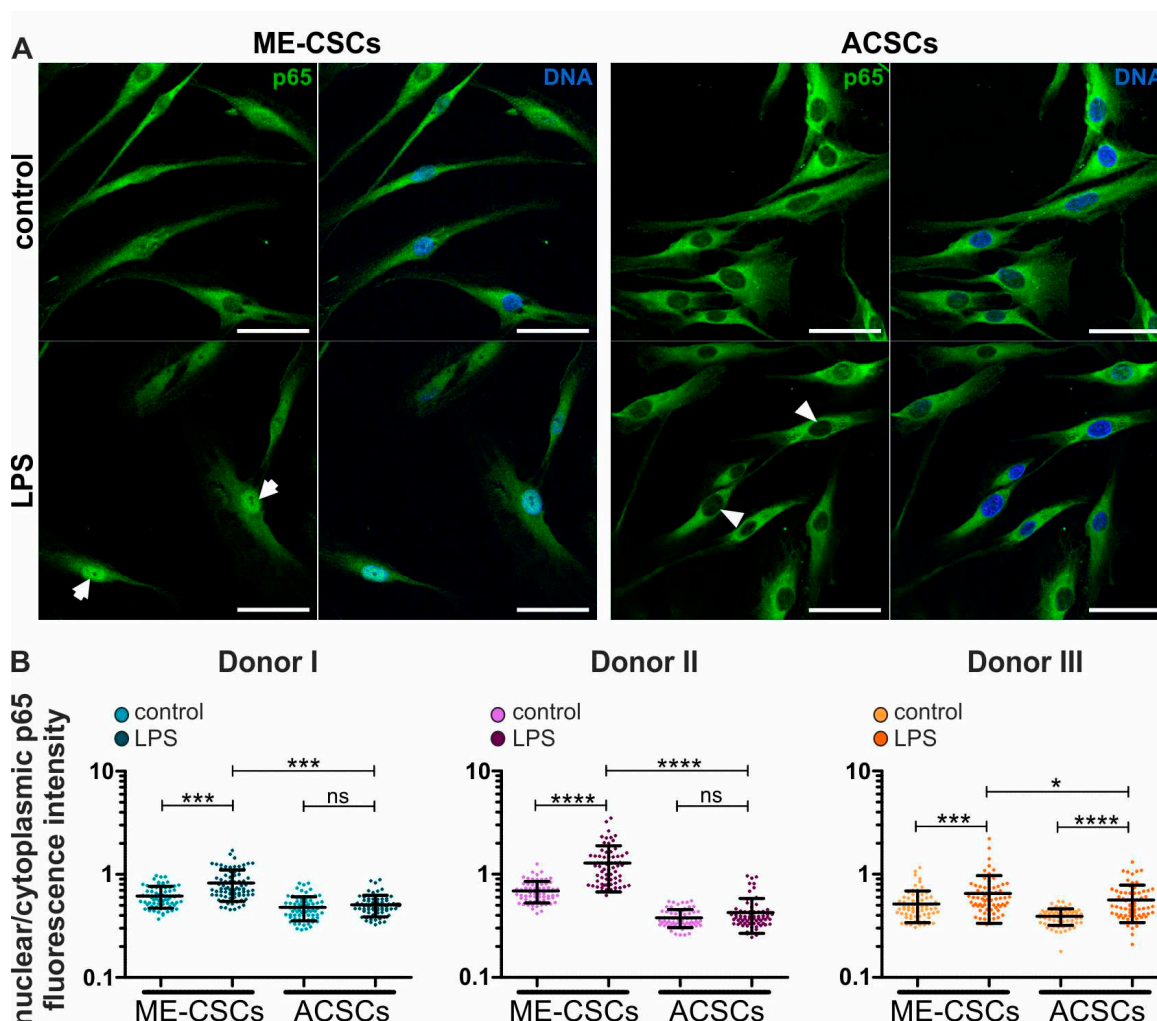 A
ME-CSCs
ACSCs
p65
DNA
p65
DNA
control
LPS
B
Donor I
Donor II
Donor III
nuclear/cytoplasmic p65
fluorescence intensity
control
LPS
control
LPS
control
LPS
10
1
0.1
***
***
ns
ME-CSCs
ACSCs
10
1
0.1
****
****
ns
ME-CSCs
ACSCs
10
1
0.1
*
***
****
ME-CSCs
ACSCs